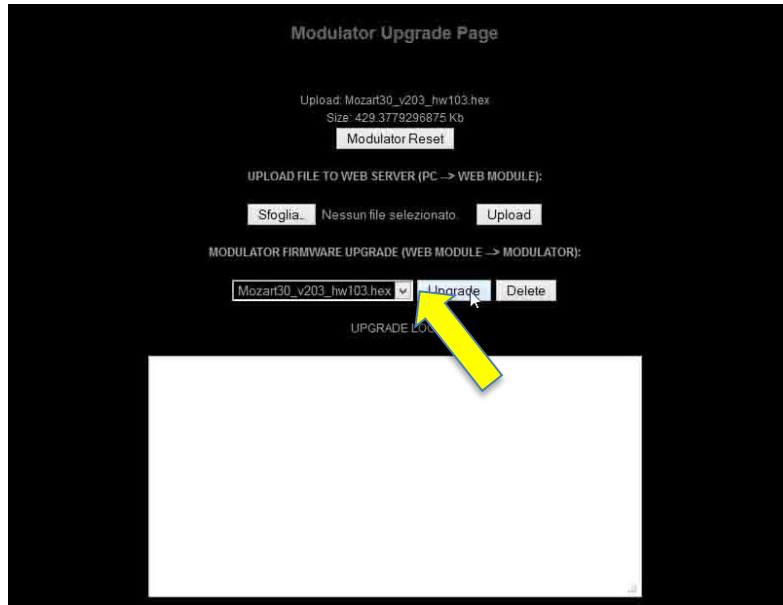 Modulator Upgrade Page
Upload: Mozart30_v203_hw103.hex
Size: 429.3779296875 Kb
Modulator Reset
UPLOAD FILE TO WEB SERVER (PC --> WEB MODULE):
Sfoglia_ Nessun file selezionato. Upload
MODULATOR FIRMWARE UPGRADE (WEB MODULE --> MODULATOR):
Mozart30_v203_hw103.hex Upgrade Delete
UPGRADE